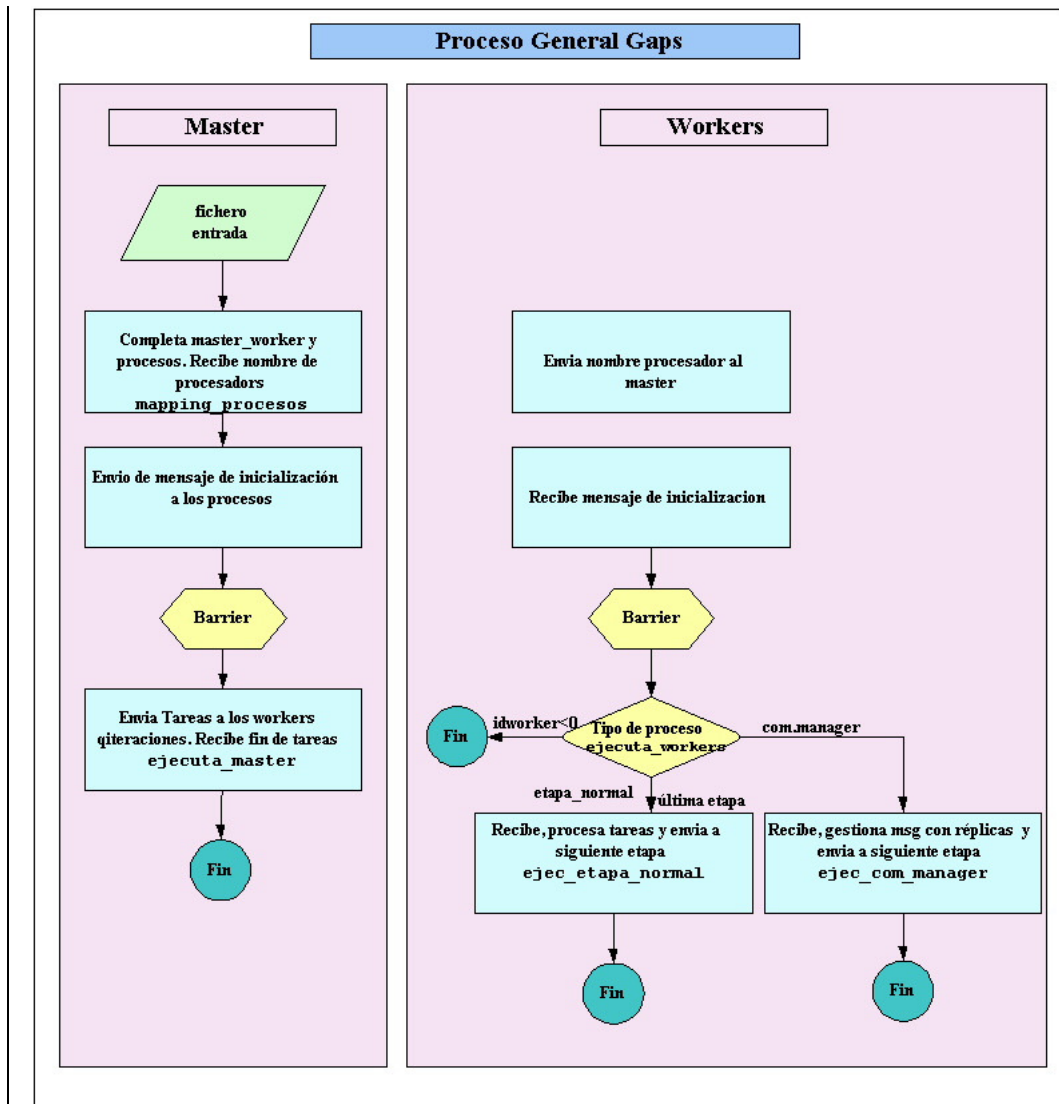 Proceso General Gaps
Master
fichero
entrada
Completa master_worker y
procesos. Recibe nombre de
procesadors
mapping_procesos
Envio de mensaje de inicialización
a los procesos
Barrier
Envia Tareas a los workers
qiteraciones. Recibe fin de tareas
ejecuta_master
Fin
Workers
Envia nombre procesador al
master
Recibe mensaje de inicializacion
Barrier
Tipo de proceso
ejecuta_workers
idworker<0
Fin
com.manager
etapa_normal
última etapa
Recibe, procesa tareas y envia a
siguiente etapa
ejec_etapa_normal
Fin
Recibe, gestiona msg con réplicas y
envia a siguiente etapa
ejec_com_manager
Fin